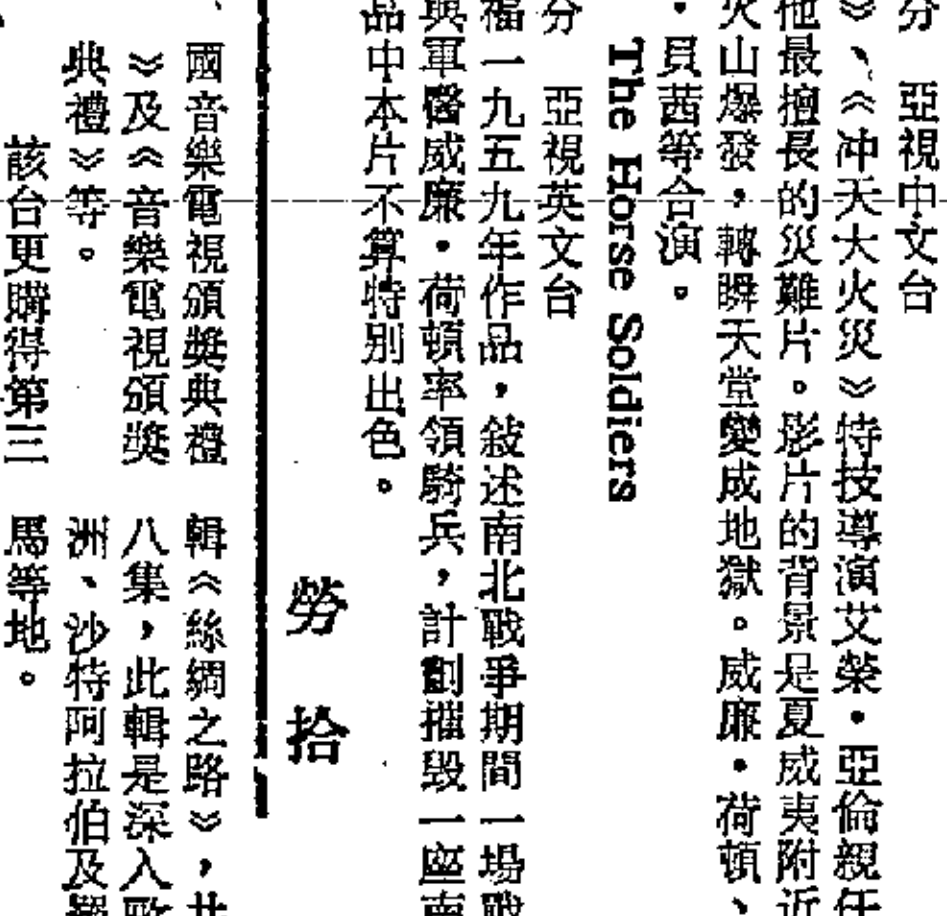 分　亞視中文台
》、《冲天大火災》特技導演艾榮・亞倫親任
他最擅長的災難片。影片的背景是夏威夷附近
火山爆發，轉瞬天堂變成地獄。威廉・荷頓、
・貝茜等合演。
The Horse Soldiers
分　亞視英文台
福一九五九年作品，敍述南北戰爭期間一場戰
與軍醫威廉・荷頓率領騎兵，計劃摧毀一座南
品中本片不算特別出色。
勞　拾
國音樂電視頒獎典禮
》及《音樂電視頒獎
典禮》等。
該台更購得第三
輯《絲綢之路》，共
八集，此輯是深入歐
洲、沙特阿拉伯及羅
馬等地。